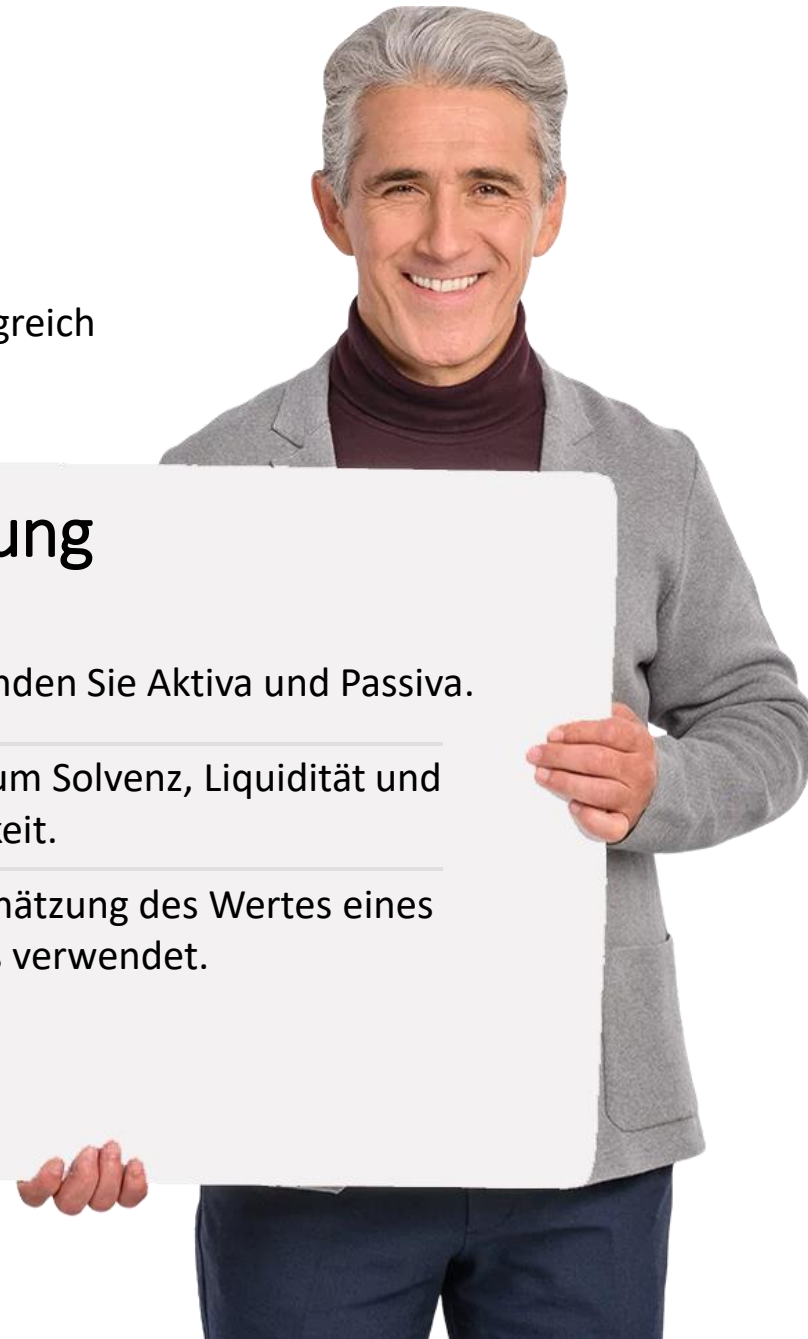 greich
ung
nden Sie Aktiva und Passiva.
um Solvenz, Liquidität und
keit.
hätzung des Wertes eines
s verwendet.